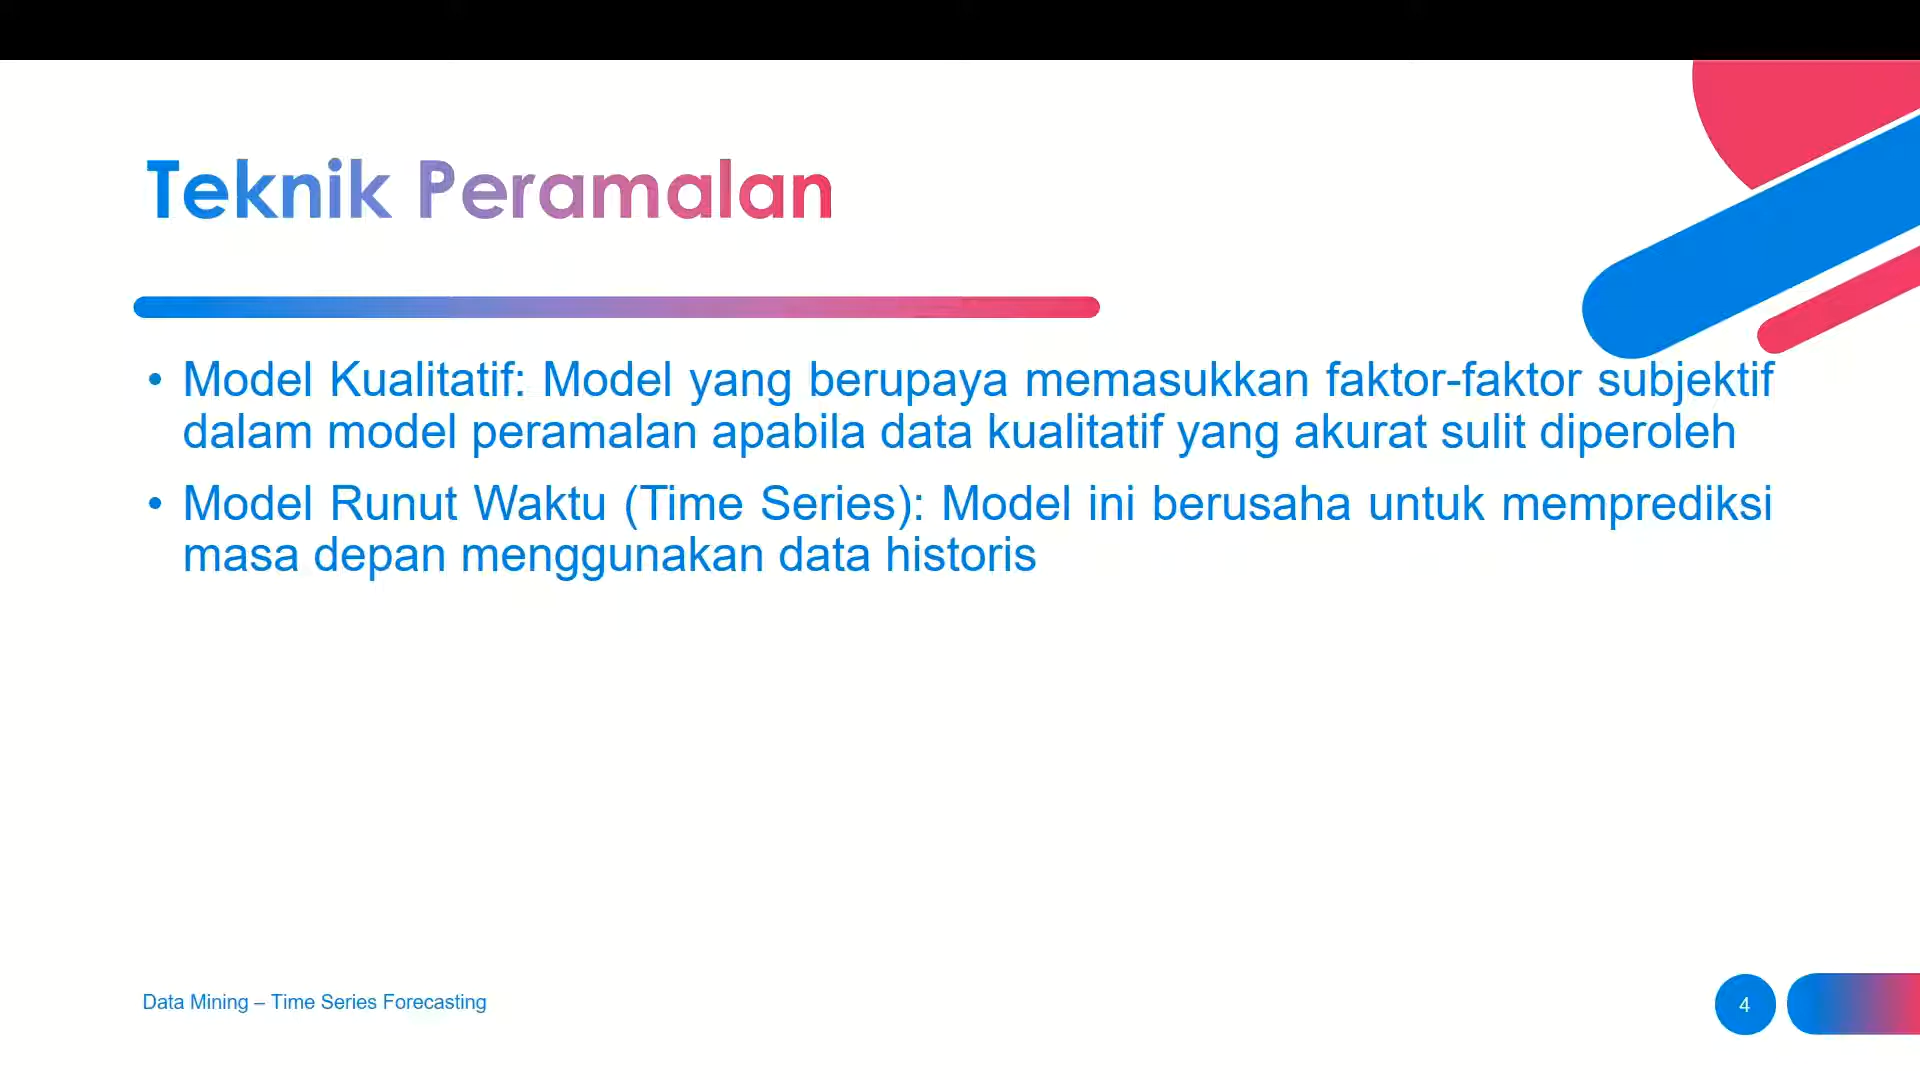 Teknik Peramalan
• Model Kualitatif: Model yang berupaya memasukkan faktor-faktor subjektif
dalam model peramalan apabila data kualitatif yang akurat sulit diperoleh
• Model Runut Waktu (Time Series): Model ini berusaha untuk memprediksi
masa depan menggunakan data historis
Data Mining – Time Series Forecasting
4